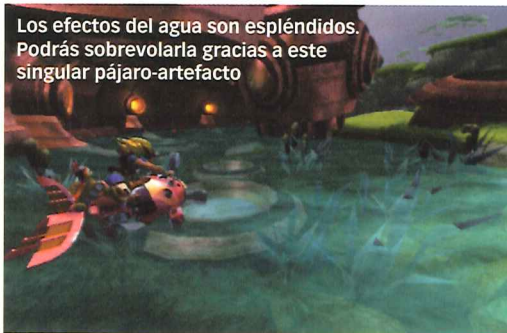 Los efectos del agua son espléndidos.
Podrás sobrevolarla gracias a este
singular pájaro-artefacto